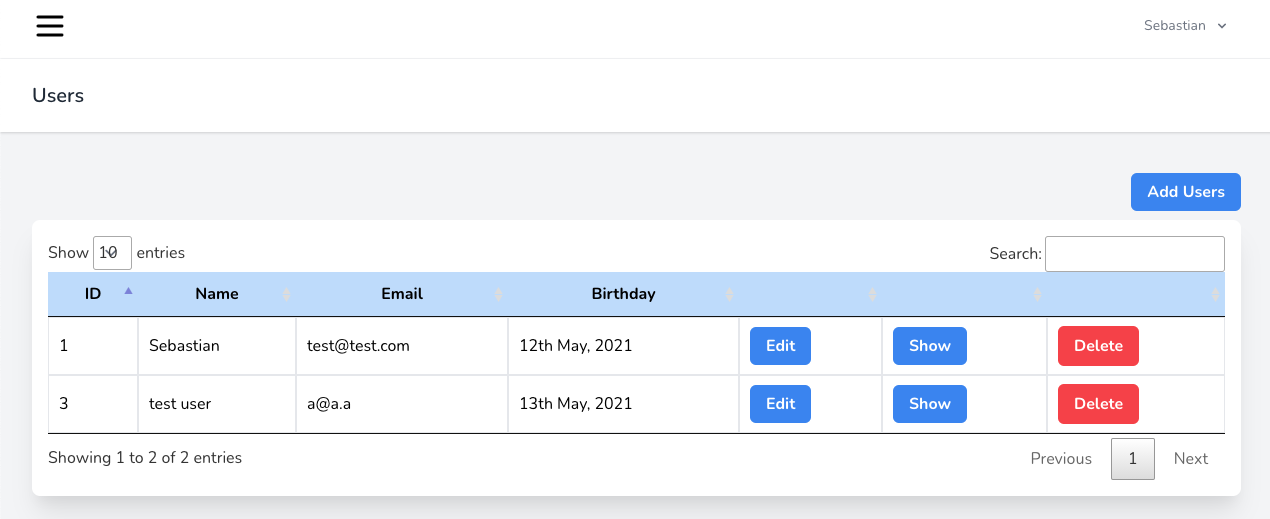 Sebastian
Users
Add Users
Show 10 entries Search:
ID Name Email Birthday
1 Sebastian test@test.com 12th May, 2021 Edit Show Delete
3 test user a@a.a 13th May, 2021 Edit Show Delete
Showing 1 to 2 of 2 entries Previous 1 Next